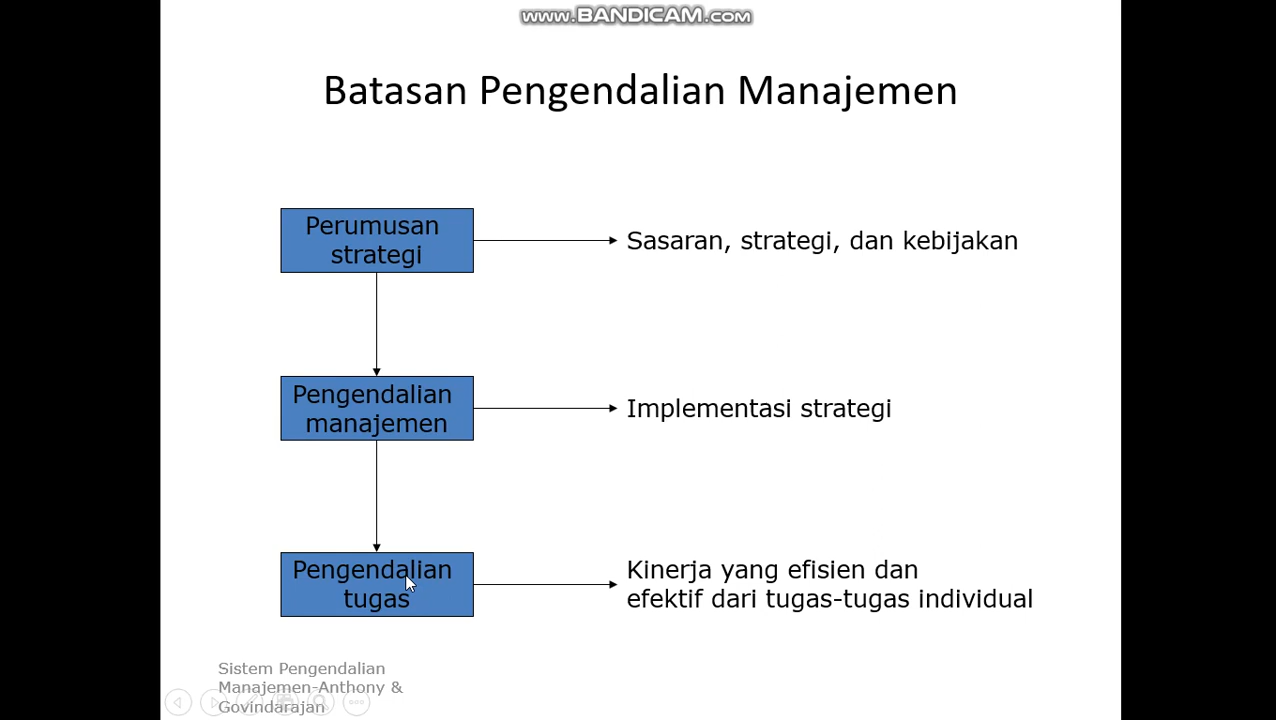 www.BANDICAM.com
Batasan Pengendalian Manajemen
Perumusan
strategi
Sasaran, strategi, dan kebijakan
Pengendalian
manajemen
Implementasi strategi
Pengendalian
tugas
Kinerja yang efisien dan
efektif dari tugas-tugas individual
Sistem Pengendalian
Manajemen-Anthony &
Govindarajan